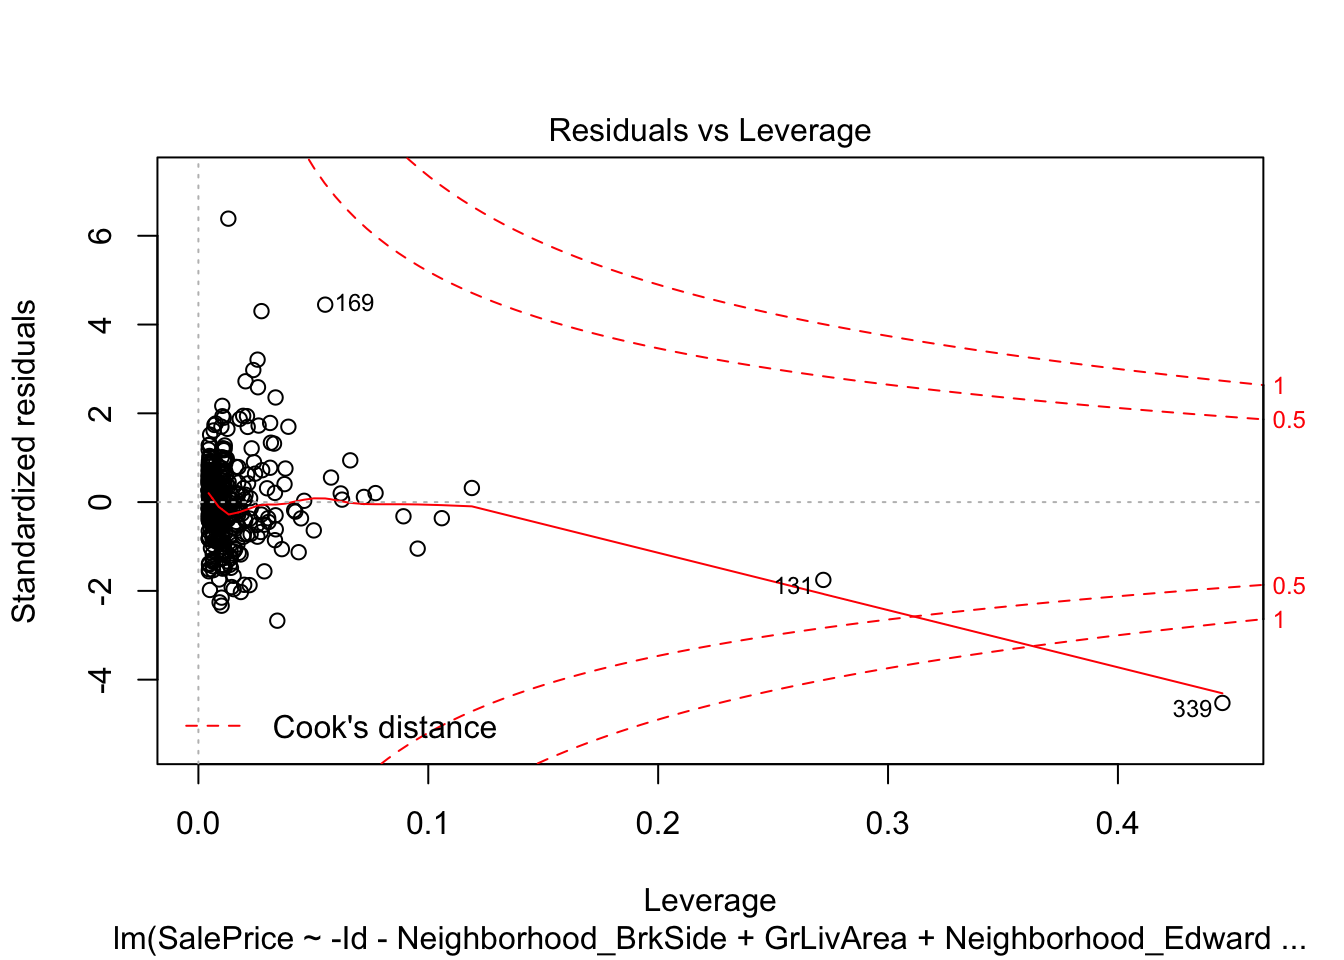 Residuals vs Leverage
Standardized residuals
6
4
2
0
-2
-4
169
131
339
1
0.5
0.5
1
Cook's distance
0.0 0.1 0.2 0.3 0.4
Leverage
lm(SalePrice ~ -Id - Neighborhood_BrkSide + GrLivArea + Neighborhood_Edward ...